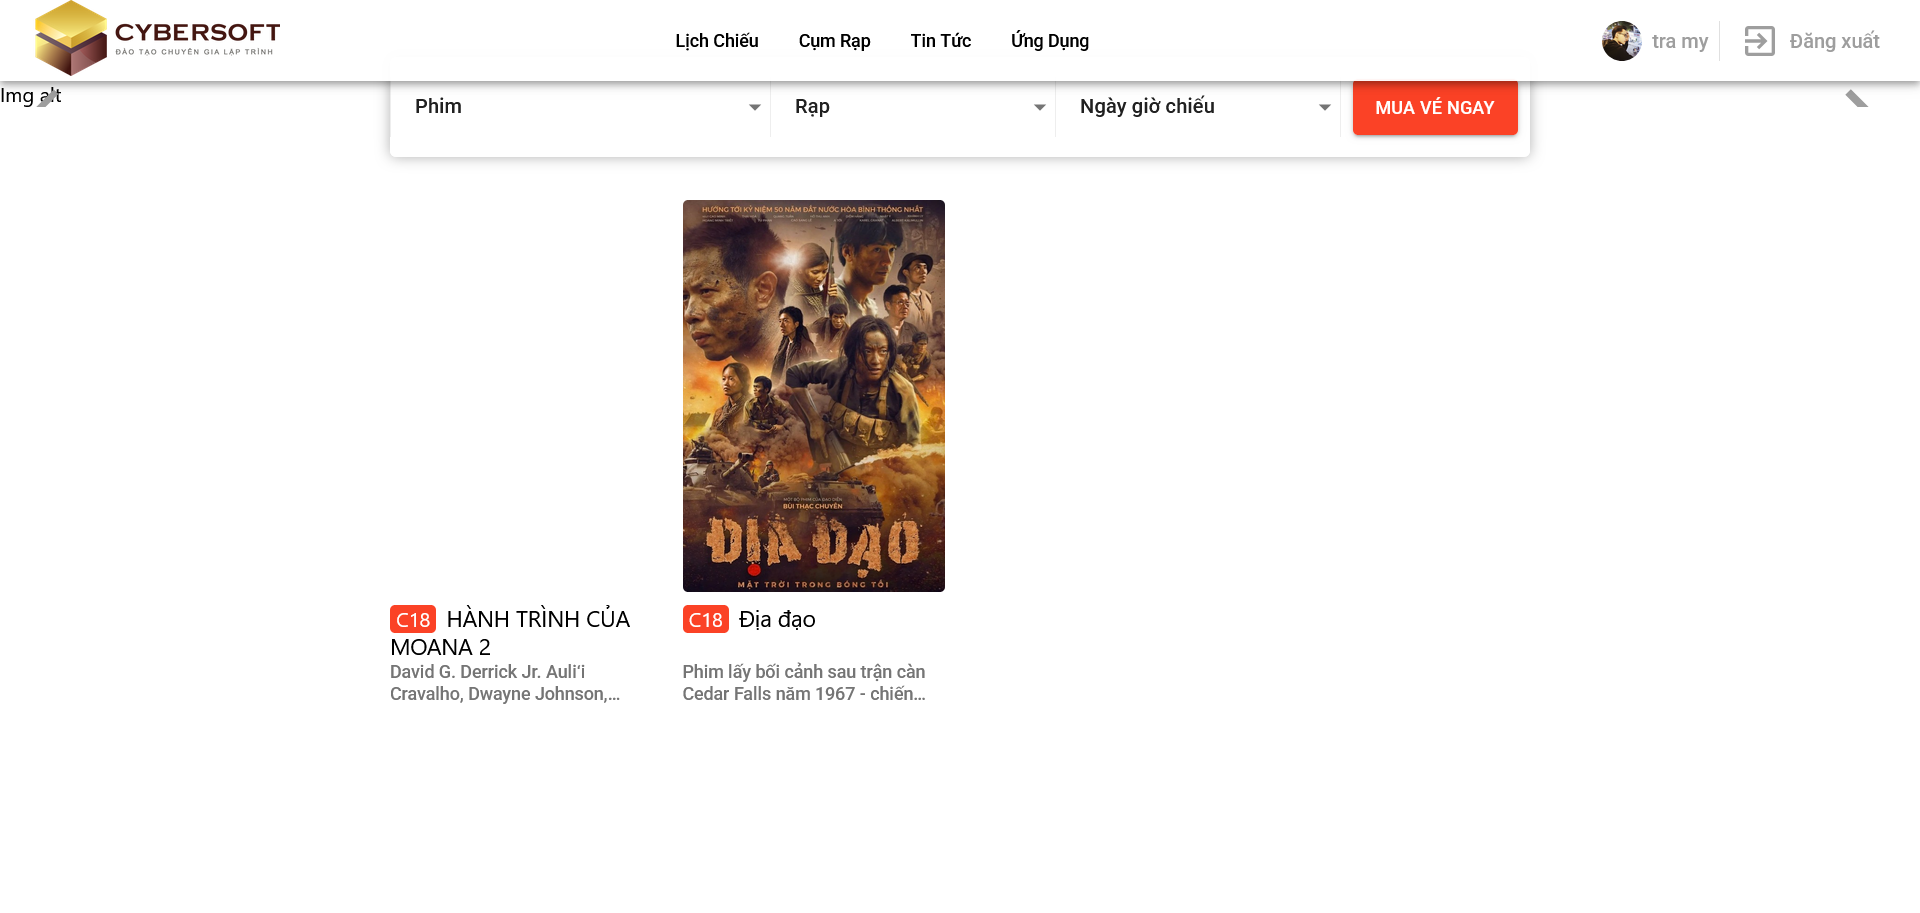 CYBERSOFT
ĐÀO TẠO CHUYÊN GIA LẬP TRÌNH
Lịch Chiếu
Cụm Rạp
Tin Tức
Ứng Dụng
tra my
Đăng xuất
Img alt
Phim
Rạp
Ngày giờ chiếu
MUA VÉ NGAY
HƯỚNG TỚI KỶ NIỆM 50 NĂM ĐẤT NƯỚC HÒA BÌNH THỐNG NHẤT
MỘT BỘ PHIM CỦA ĐẠO DIỄN
BÙI THẠC CHUYÊN
ĐỊA ĐẠO
MẶT TRỜI TRONG BÓNG TỐI
C18 HÀNH TRÌNH CỦA
MOANA 2
David G. Derrick Jr. Auli‘i
Cravalho, Dwayne Johnson,...
C18 Địa đạo
Phim lấy bối cảnh sau trận càn
Cedar Falls năm 1967 - chiến...